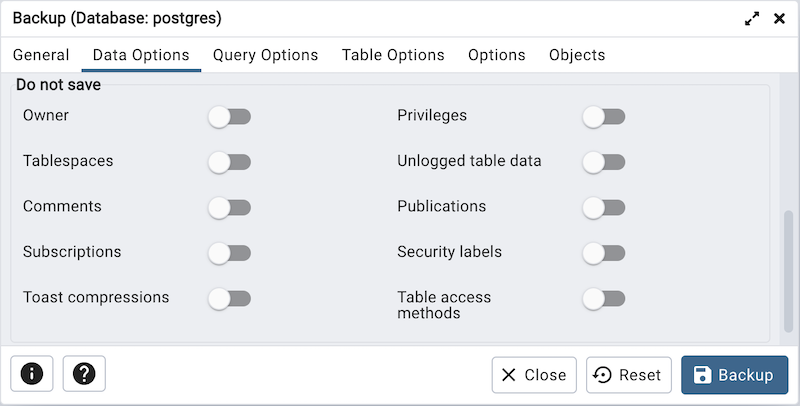 Backup (Database: postgres)
General Data Options Query Options Table Options Options Objects
Do not save
Owner Privileges
Tablespaces Unlogged table data
Comments Publications
Subscriptions Security labels
Toast compressions Table access
methods
Close Reset Backup